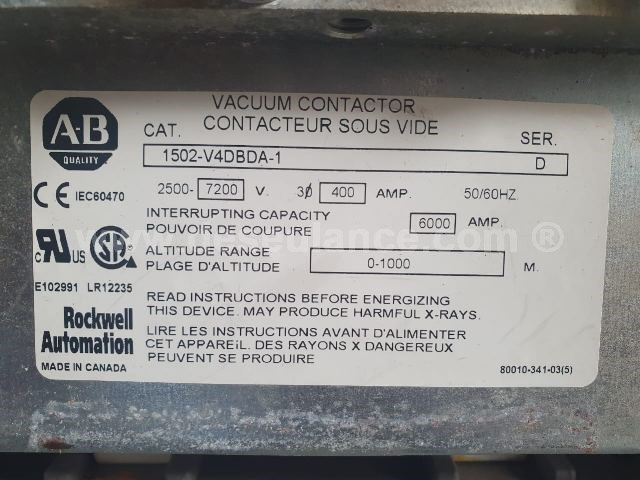 A-B
QUALITY
VACUUM CONTACTOR
CONTACTEUR SOUS VIDE
CAT. SER.
1502-V4DBDA-1 D
CE IEC60470
2500-7200 V. 3Ø 400 AMP. 50/60HZ
INTERRUPTING CAPACITY
POUVOIR DE COUPURE 6000 AMP.
c RU US SA
ALTITUDE RANGE
PLAGE D'ALTITUDE 0-1000 M.
E102991 LR12235
READ INSTRUCTIONS BEFORE ENERGIZING
THIS DEVICE. MAY PRODUCE HARMFUL X-RAYS.
Rockwell
Automation
LIRE LES INSTRUCTIONS AVANT D'ALIMENTER
CET APPAREIL. DES RAYONS X DANGEREUX
PEUVENT SE PRODUIRE
MADE IN CANADA
80010-341-03(5)